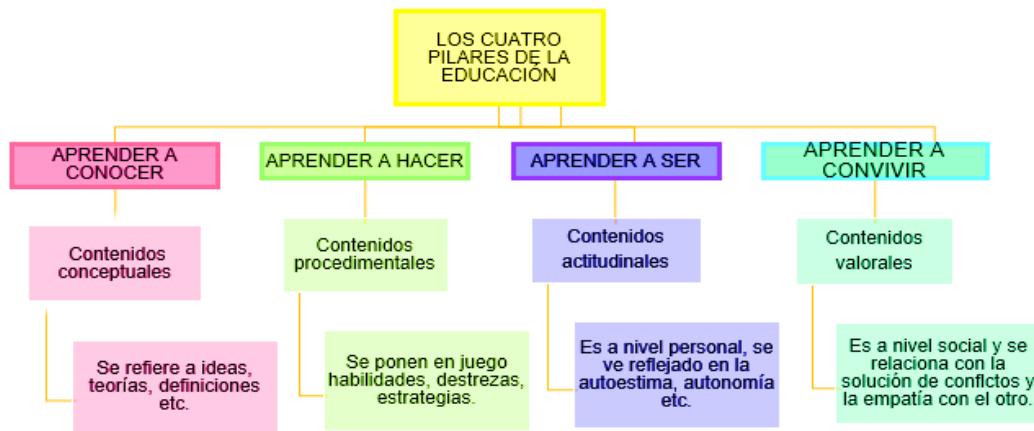 LOS CUATRO
PILARES DE LA
EDUCACIÓN
APRENDER A
CONOCER
APRENDER A HACER
APRENDER A SER
APRENDER A
CONVIVIR
Contenidos
conceptuales
Contenidos
procedimentales
Contenidos
actitudinales
Contenidos
valorales
Se refiere a ideas,
teorías, definiciones
etc.
Se ponen en juego
habilidades, destrezas,
estrategias.
Es a nivel personal, se
ve reflejado en la
autoestima, autonomía
etc.
Es a nivel social y se
relaciona con la
solución de conflctos y
la empatía con el otro.